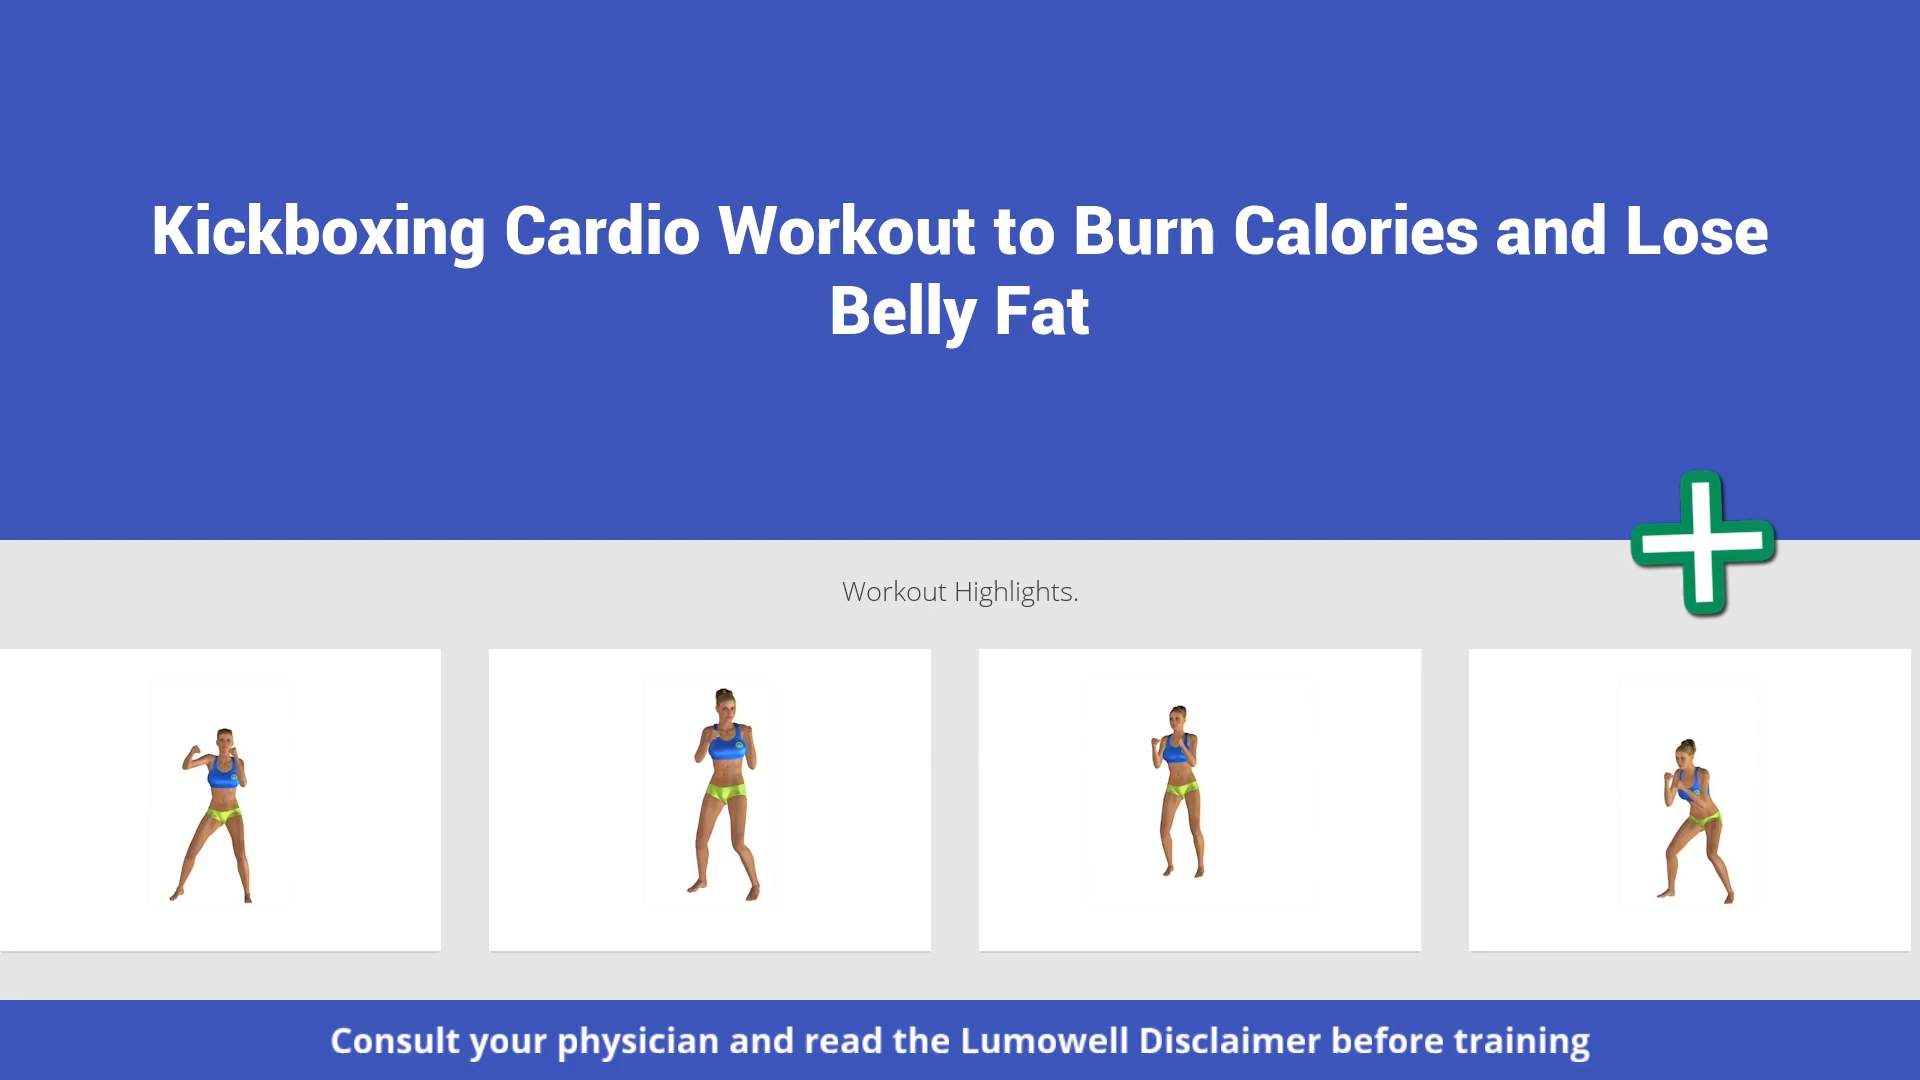 Kickboxing Cardio Workout to Burn Calories and Lose
Belly Fat
Workout Highlights.
Consult your physician and read the Lumowell Disclaimer before training